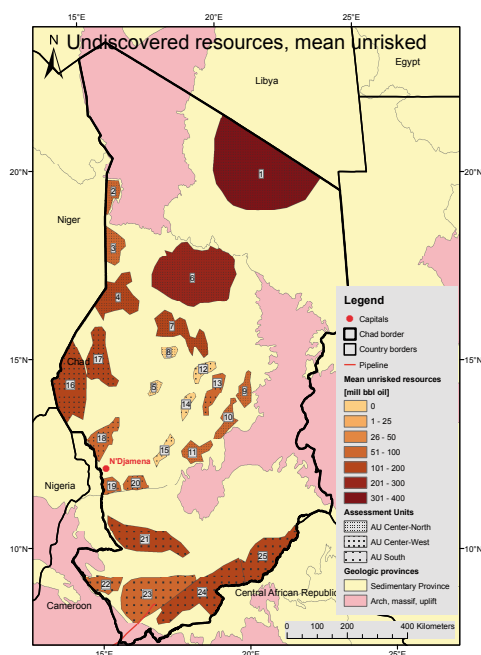 15°E 20°E 25°E
Undiscovered resources, mean unrisked
N
Egypt
Libya
20°N 20°N
1
2
Niger
3
6
4
7
Legend
Capitals
Chad border
Country borders
Pipeline
Mean unrisked resources
[mill bbl oil]
0
1 - 25
26 - 50
51 - 100
101 - 200
201 - 300
301 - 400
Assessment Units
AU Center-North
AU Center-West
AU South
Geologic provinces
Sedimentary Province
Arch, massif, uplift
15°N 15°N
Chad 17
8
12
16
5
13
9
14
10
18
15
11
N'Djamena
19
20
Nigeria
21
10°N 10°N
25
22
23
24
Central African Republic
Cameroon
0 100 200 400 Kilometers
15°E 20°E 25°E